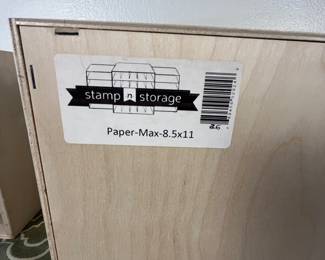 stamp n storage
Paper-Max-8.5x11